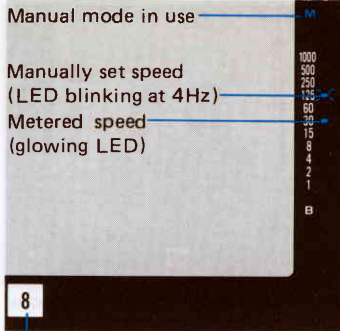 Manual mode in use
M
1000
500
250
Manually set speed
(LED blinking at 4Hz)
125
60
Metered speed
30
(glowing LED)
15
8
4
2
1
B
8